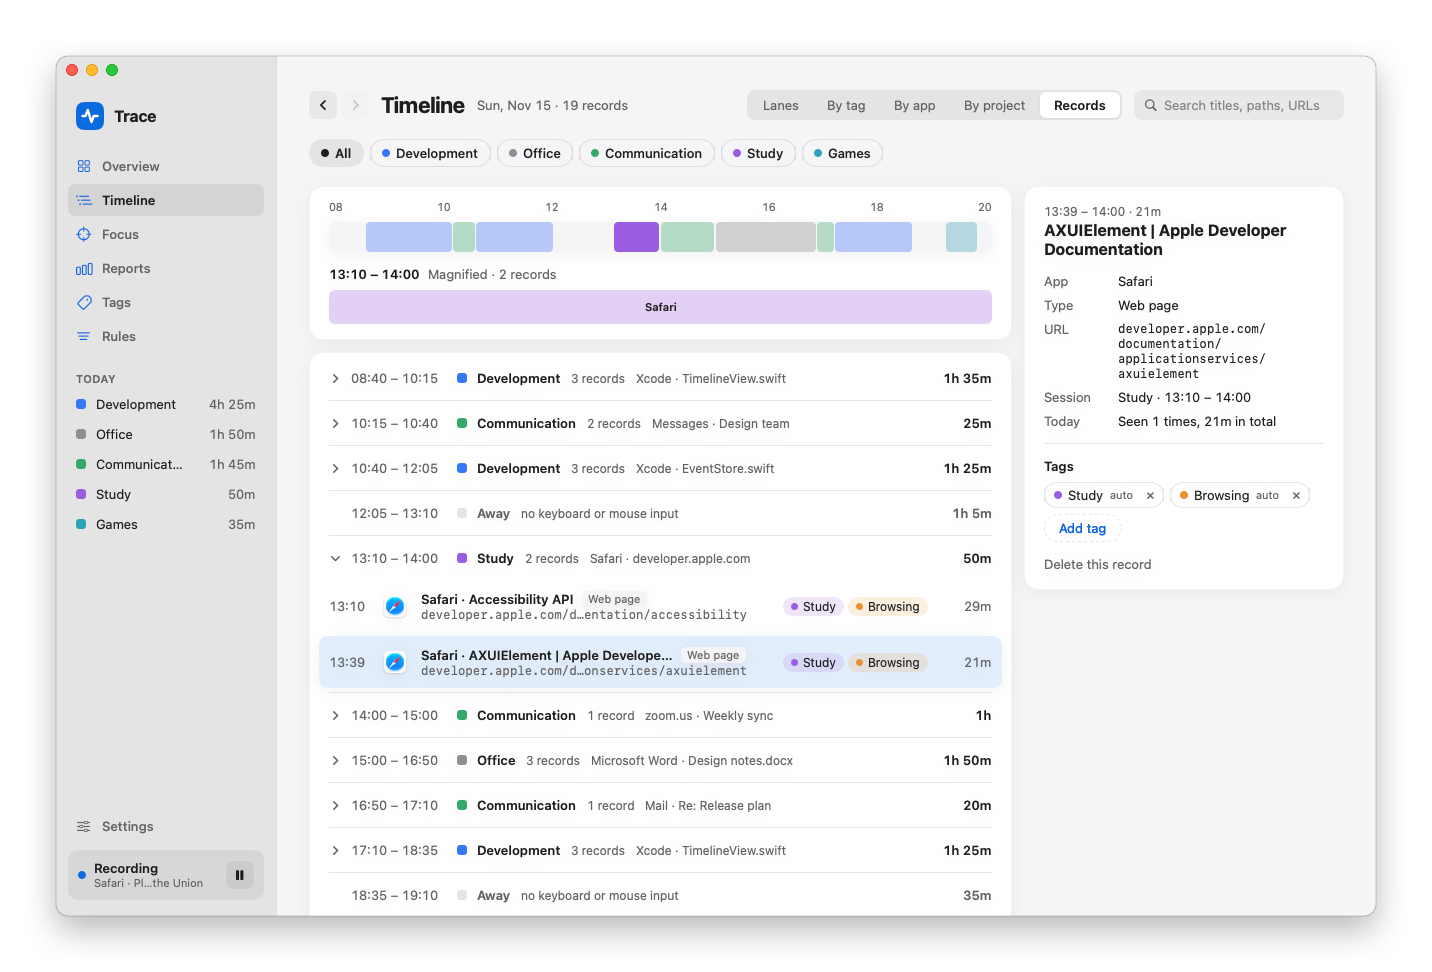 Trace
Overview
Timeline
Focus
Reports
Tags
Rules
TODAY
Development 4h 25m
Office 1h 50m
Communicat... 1h 45m
Study 50m
Games 35m
Settings
Recording
Safari · Pl...the Union
Timeline Sun, Nov 15 · 19 records
Lanes By tag By app By project Records
Search titles, paths, URLs
All Development Office Communication Study Games
08 10 12 14 16 18 20
13:10 – 14:00 Magnified · 2 records
Safari
08:40 – 10:15 Development 3 records Xcode · TimelineView.swift 1h 35m
10:15 – 10:40 Communication 2 records Messages · Design team 25m
10:40 – 12:05 Development 3 records Xcode · EventStore.swift 1h 25m
12:05 – 13:10 Away no keyboard or mouse input 1h 5m
13:10 – 14:00 Study 2 records Safari · developer.apple.com 50m
13:10 Safari · Accessibility API Web page Study Browsing 29m
developer.apple.com/d…entation/accessibility
13:39 Safari · AXUIElement | Apple Develope... Web page Study Browsing 21m
developer.apple.com/d…onservices/axuielement
14:00 – 15:00 Communication 1 record zoom.us · Weekly sync 1h
15:00 – 16:50 Office 3 records Microsoft Word · Design notes.docx 1h 50m
16:50 – 17:10 Communication 1 record Mail · Re: Release plan 20m
17:10 – 18:35 Development 3 records Xcode · TimelineView.swift 1h 25m
18:35 – 19:10 Away no keyboard or mouse input 35m
13:39 – 14:00 · 21m
AXUIElement | Apple Developer
Documentation
App Safari
Type Web page
URL developer.apple.com/
documentation/
applicationservices/
axuielement
Session Study · 13:10 – 14:00
Today Seen 1 times, 21m in total
Tags
Study auto × Browsing auto ×
Add tag
Delete this record